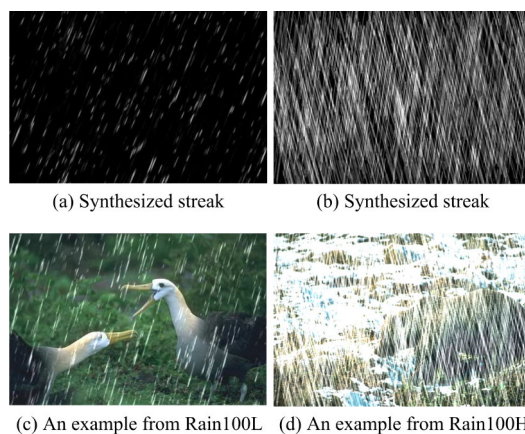 (a) Synthesized streak
(b) Synthesized streak
(c) An example from Rain100L
(d) An example from Rain100H